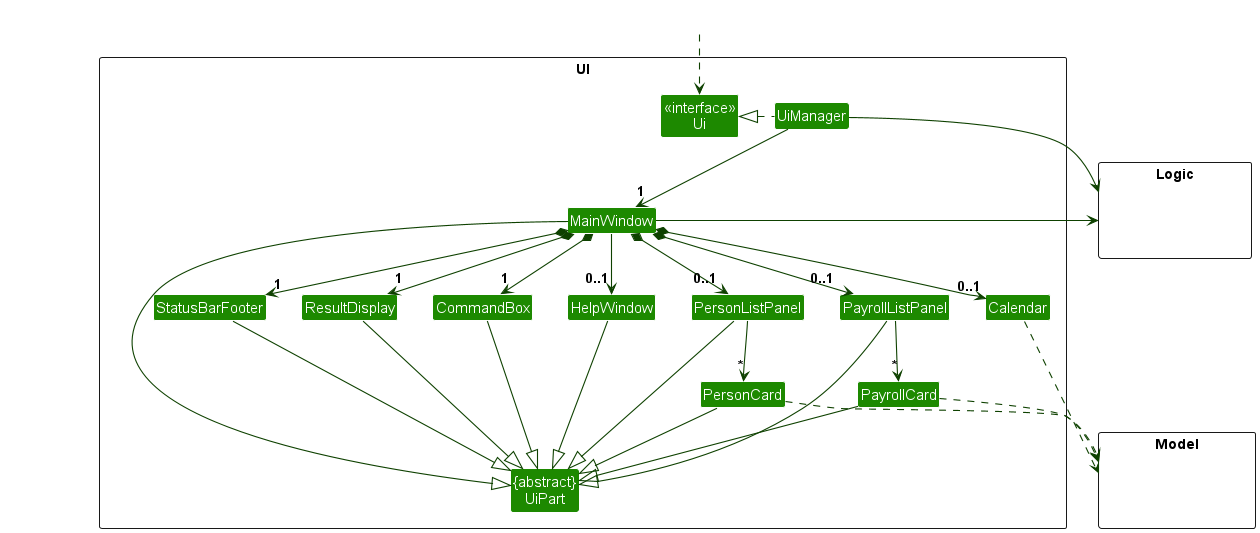 UI
«interface»
Ui
UiManager
Logic
1
MainWindow
1
1
1
0..1
0..1
0..1
0..1
StatusBarFooter
ResultDisplay
CommandBox
HelpWindow
PersonListPanel
PayrollListPanel
Calendar
*
*
PersonCard
PayrollCard
Model
{abstract}
UiPart